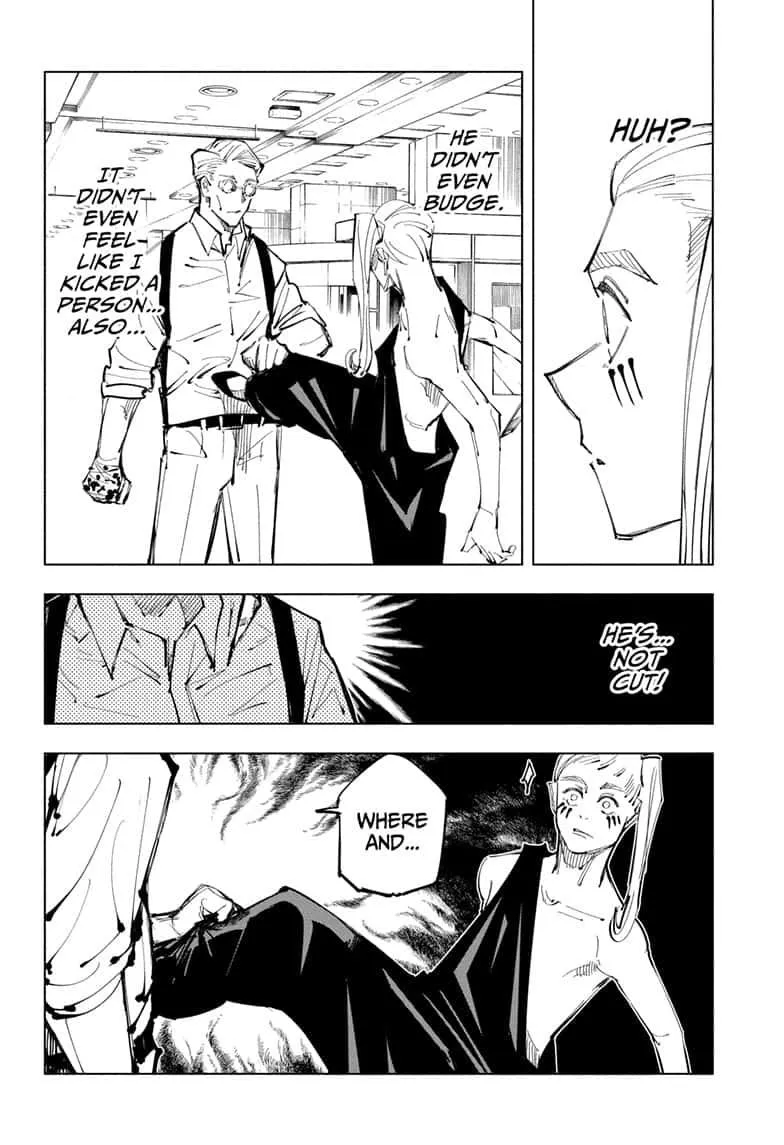 HUH?
HE
DIDN'T
EVEN
BUDGE.
IT
DIDN'T
EVEN
FEEL
LIKE I
KICKED A
PERSON...
ALSO...
HE'S...
NOT
CUT!
WHERE
AND...